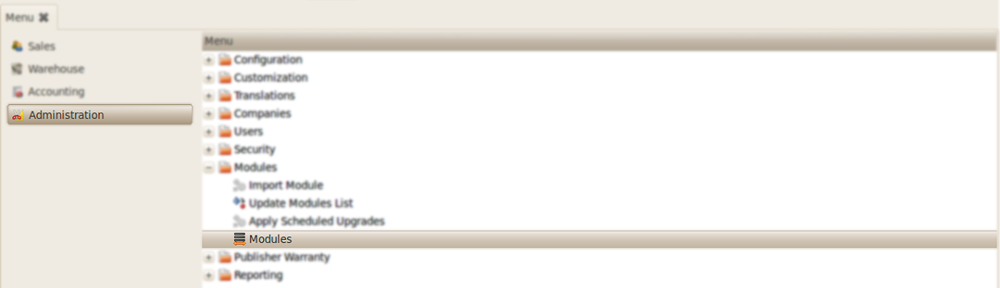 Menu
Sales
Warehouse
Accounting
Administration
Menu
Configuration
Customization
Translations
Companies
Users
Security
Modules
Import Module
Update Modules List
Apply Scheduled Upgrades
Modules
Publisher Warranty
Reporting